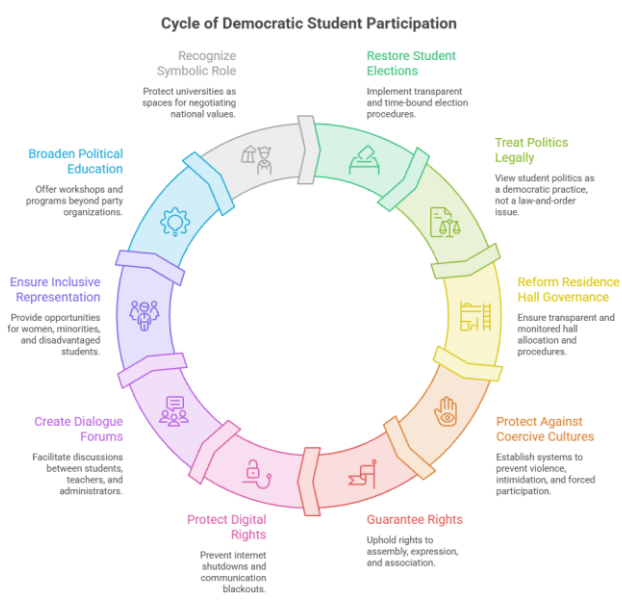 Cycle of Democratic Student Participation
Recognize
Symbolic Role
Protect universities as
spaces for negotiating
national values.
Restore Student
Elections
Implement transparent
and time-bound election
procedures.
Treat Politics
Legally
View student politics as
a democratic practice,
not a law-and-order
issue.
Reform Residence
Hall Governance
Ensure transparent and
monitored hall
allocation and
procedures.
Protect Against
Coercive Cultures
Establish systems to
prevent violence,
intimidation, and forced
participation.
Guarantee Rights
Uphold rights to
assembly, expression,
and association.
Protect Digital
Rights
Prevent internet
shutdowns and
communication
blackouts.
Create Dialogue
Forums
Facilitate discussions
between students,
teachers, and
administrators.
Ensure Inclusive
Representation
Provide opportunities
for women, minorities,
and disadvantaged
students.
Broaden Political
Education
Offer workshops and
programs beyond party
organizations.